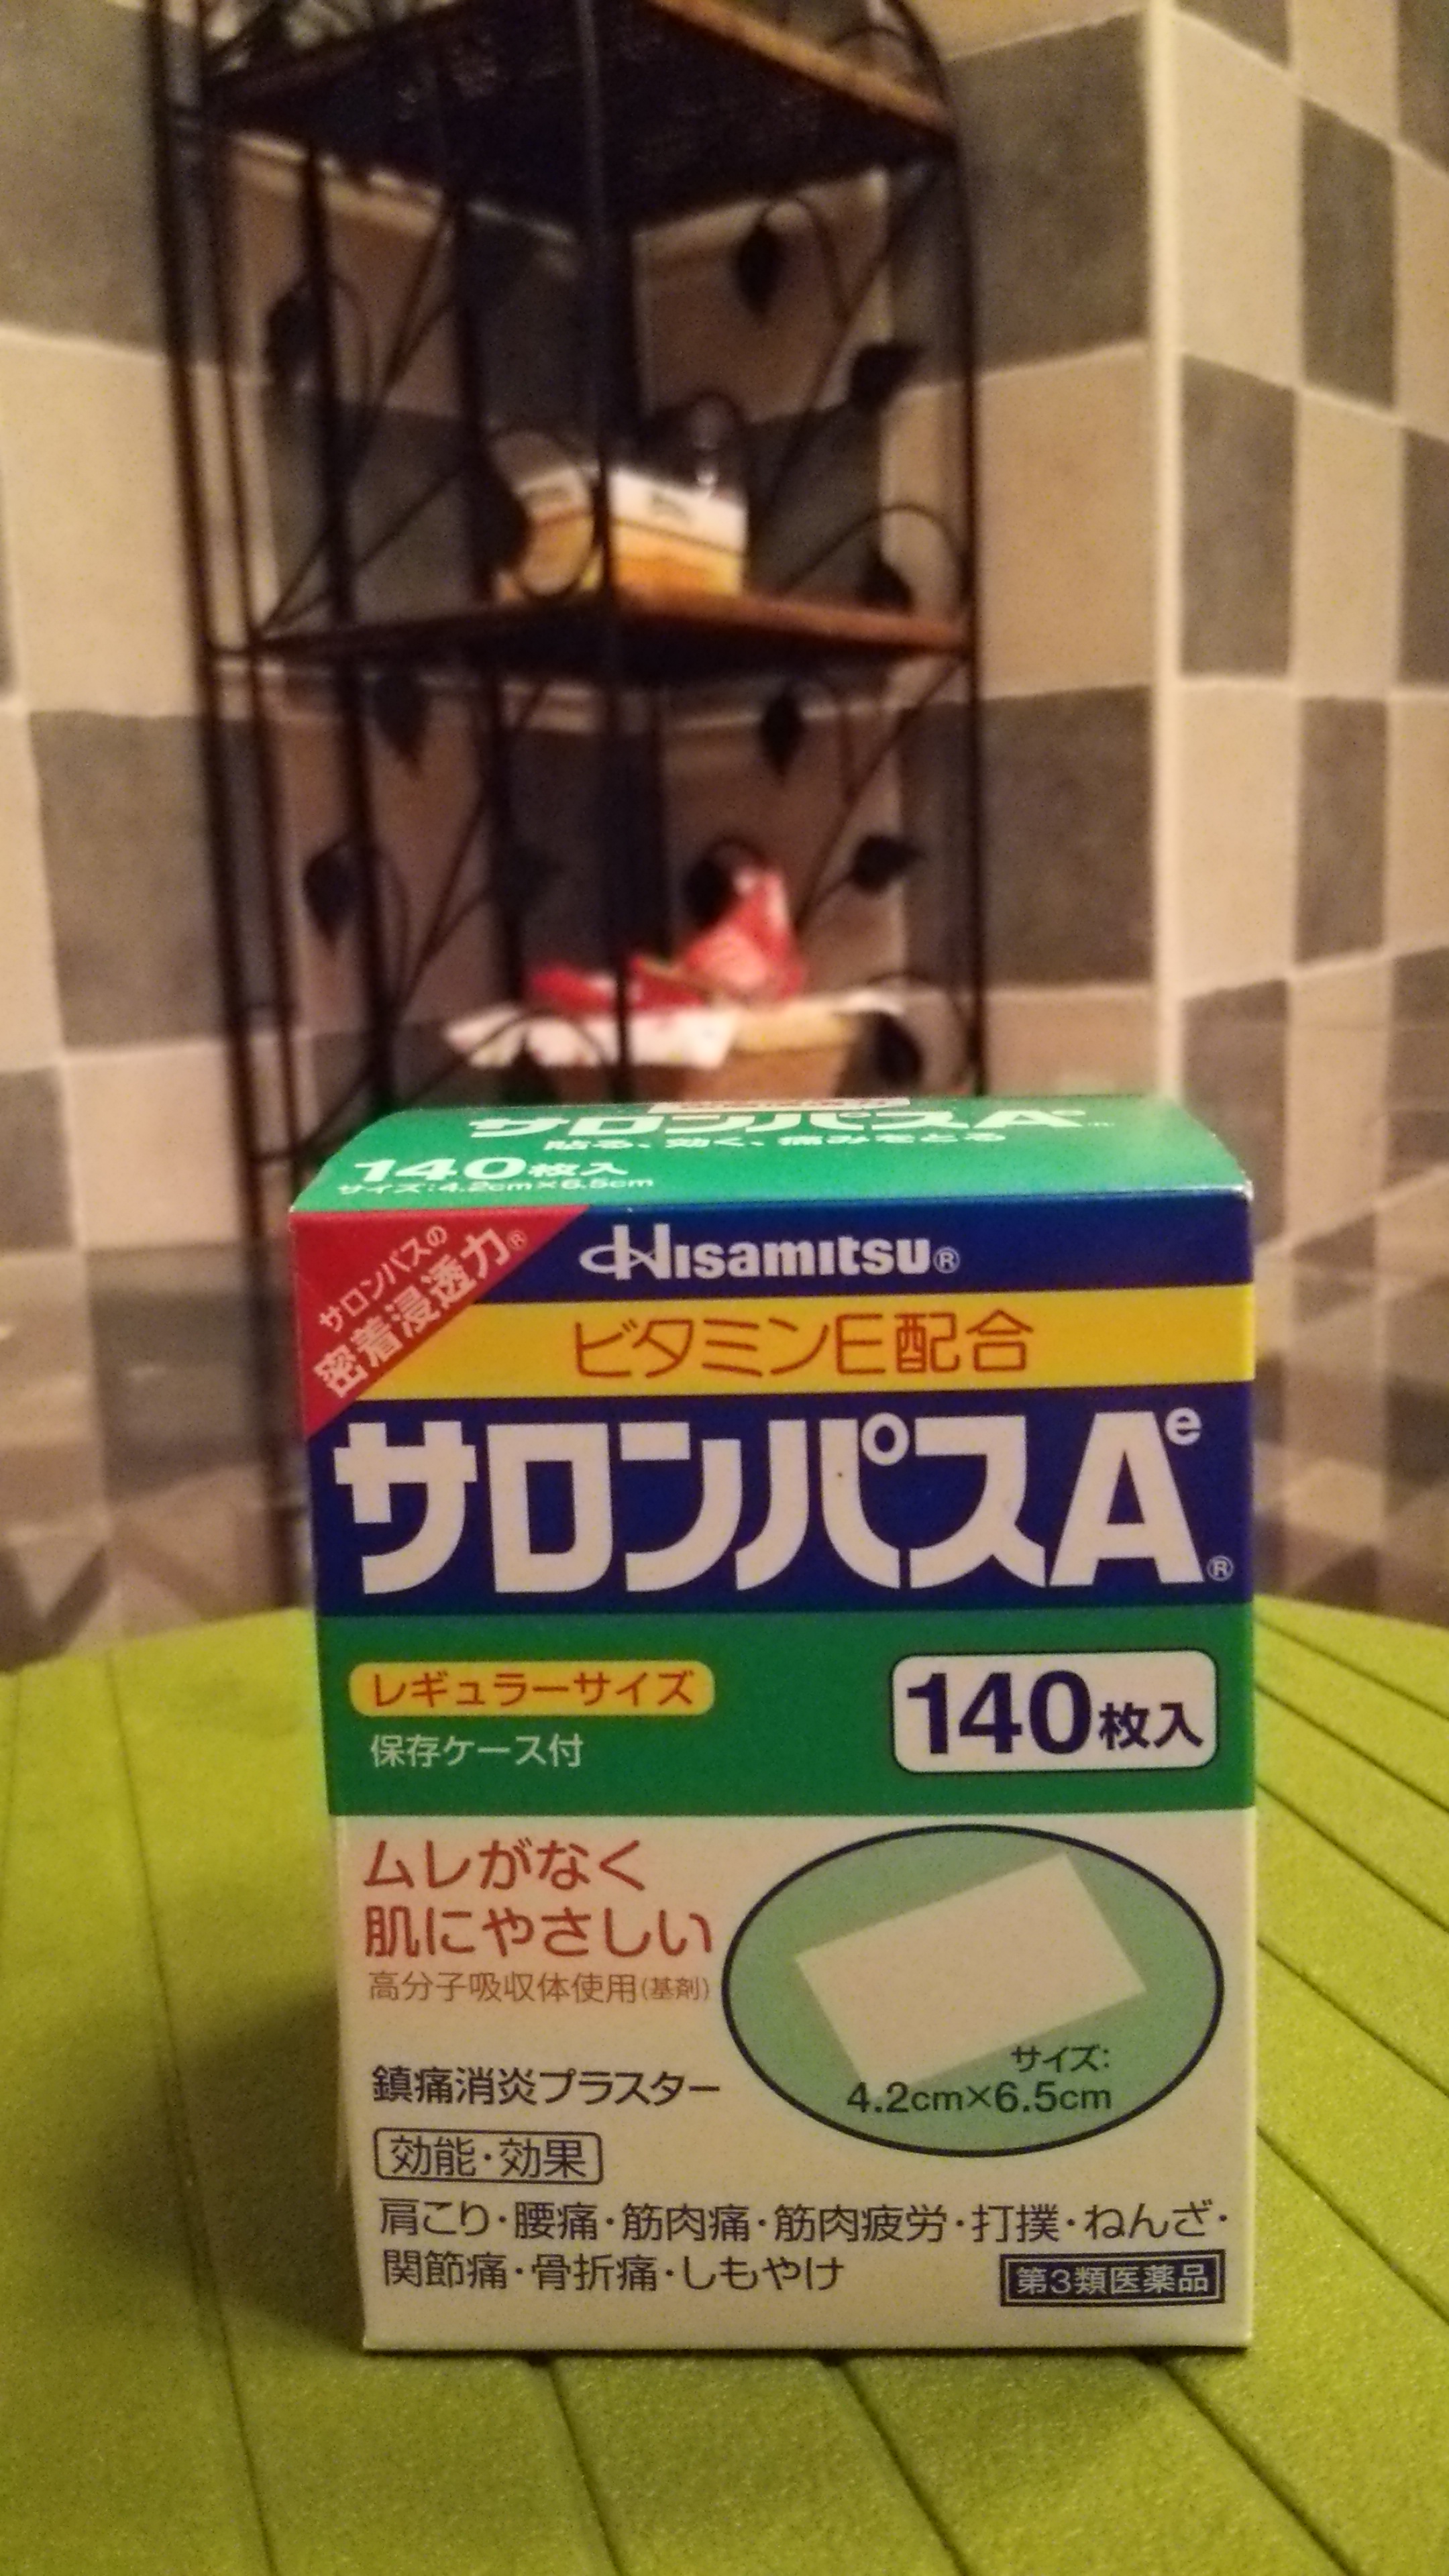 サロンパスAe
貼る、効く、痛みをとる
140枚入
サイズ:4.2cm×6.5cm
サロンパスの
密着浸透力®
Hisamitsu®
ビタミンE配合
サロンパスAe®
レギュラーサイズ
保存ケース付
140枚入
ムレがなく
肌にやさしい
高分子吸収体使用(基剤)
サイズ:
4.2cm×6.5cm
鎮痛消炎プラスター
効能・効果
肩こり・腰痛・筋肉痛・筋肉疲労・打撲・ねんざ・
関節痛・骨折痛・しもやけ
第3類医薬品